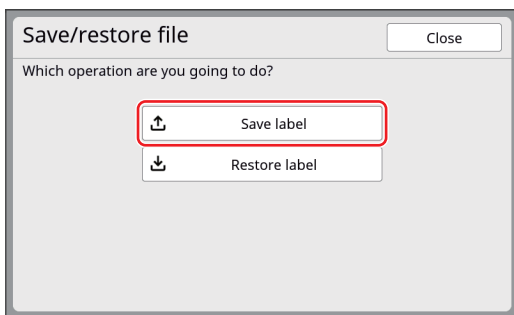 Save/restore file
Close
Which operation are you going to do?
Save label
Restore label